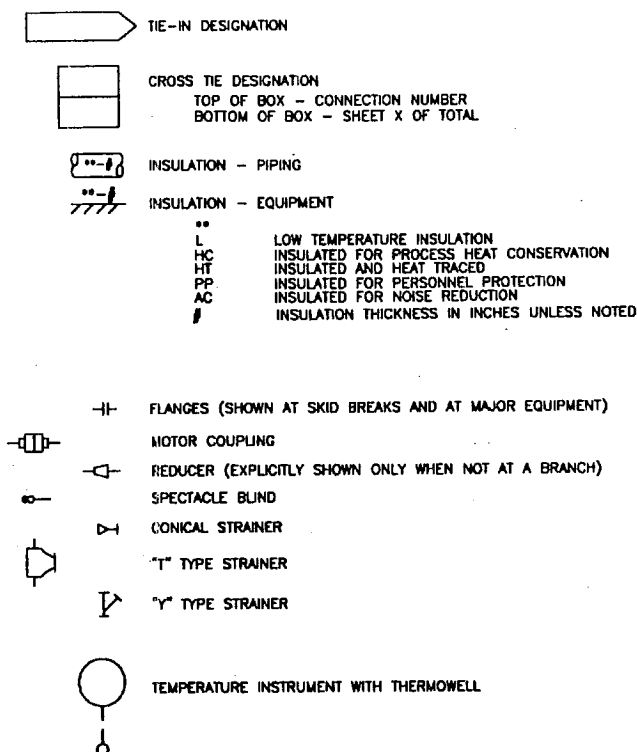 TIE-IN DESIGNATION
CROSS TIE DESIGNATION
TOP OF BOX - CONNECTION NUMBER
BOTTOM OF BOX - SHEET X OF TOTAL
**-#
INSULATION - PIPING
**-#
INSULATION - EQUIPMENT
**
L LOW TEMPERATURE INSULATION
HC INSULATED FOR PROCESS HEAT CONSERVATION
HT INSULATED AND HEAT TRACED
PP INSULATED FOR PERSONNEL PROTECTION
AC INSULATED FOR NOISE REDUCTION
# INSULATION THICKNESS IN INCHES UNLESS NOTED
FLANGES (SHOWN AT SKID BREAKS AND AT MAJOR EQUIPMENT)
MOTOR COUPLING
REDUCER (EXPLICITLY SHOWN ONLY WHEN NOT AT A BRANCH)
SPECTACLE BLIND
CONICAL STRAINER
"T" TYPE STRAINER
"Y" TYPE STRAINER
TEMPERATURE INSTRUMENT WITH THERMOWELL